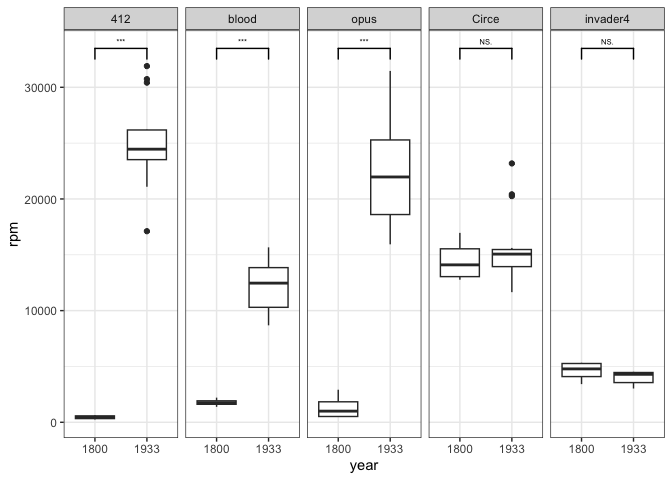 412 blood opus Circe invader4
*** *** *** NS. NS.
30000
20000
10000
0
rpm
1800 1933 1800 1933 1800 1933 1800 1933 1800 1933
year